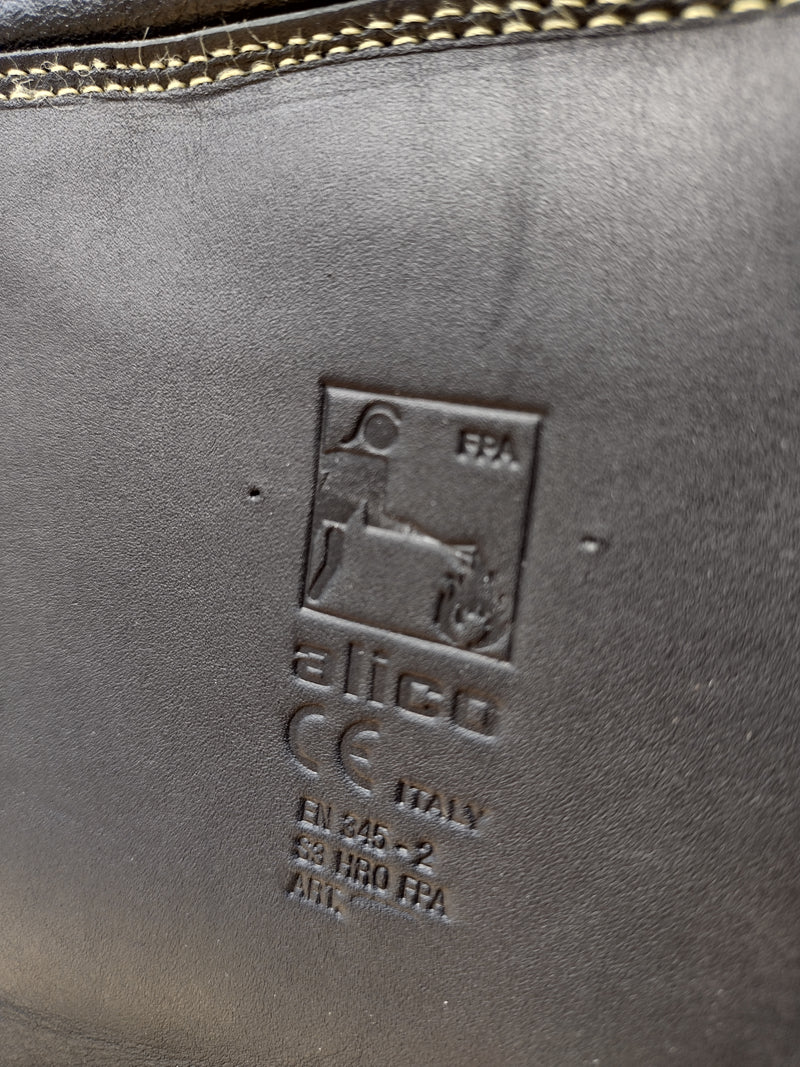 FPA
alico
CE
ITALY
EN 345-2
S3 HRO FPA
ART.